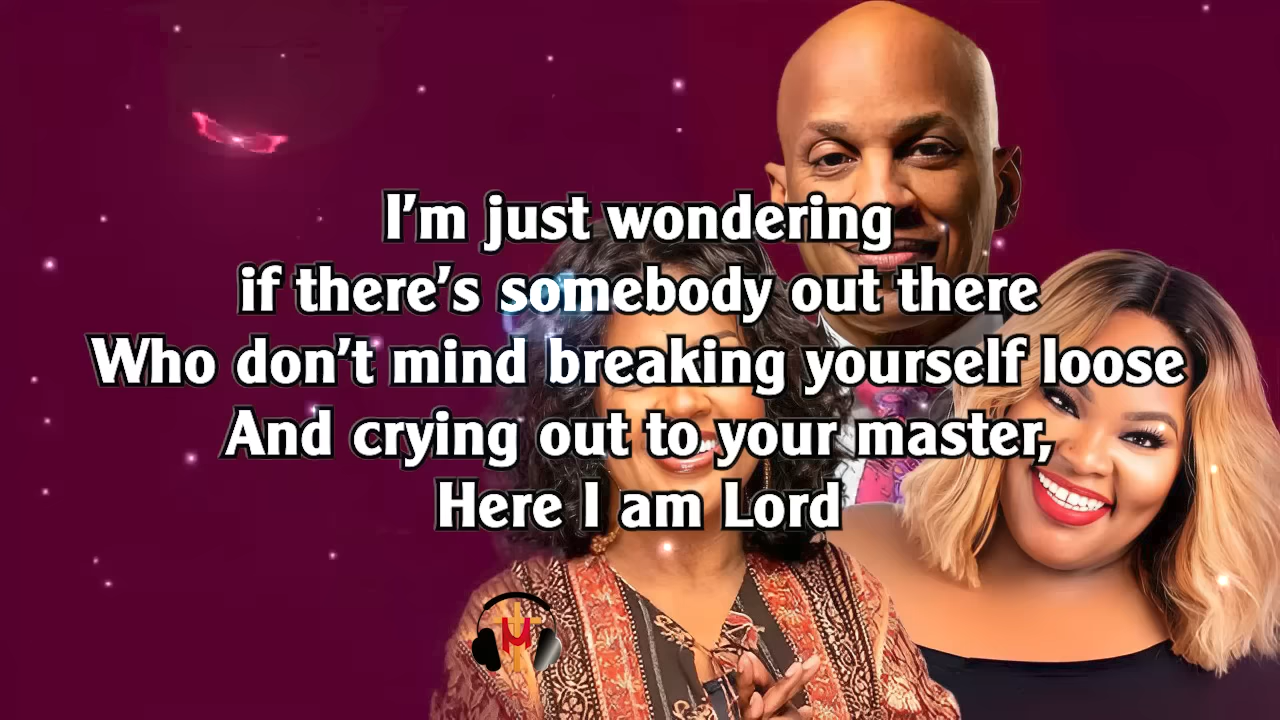 I'm just wondering
if there's somebody out there
Who don't mind breaking yourself loose
And crying out to your master,
Here I am Lord